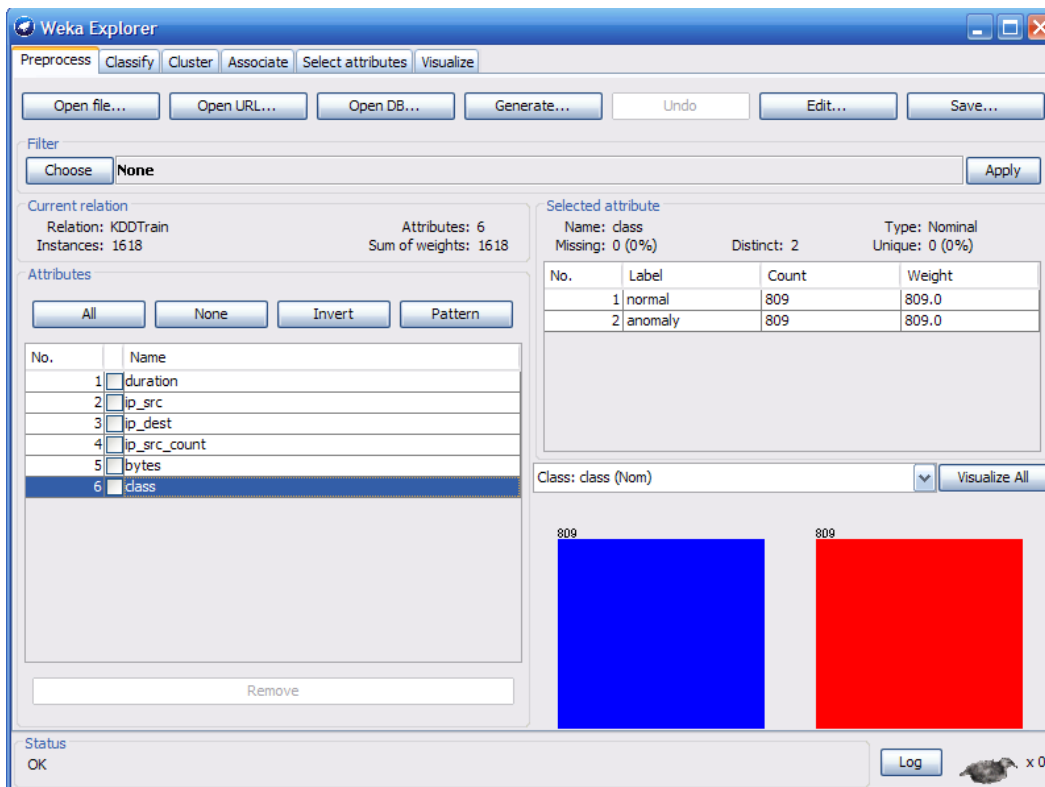 Weka Explorer
Preprocess Classify Cluster Associate Select attributes Visualize
Open file... Open URL... Open DB... Generate... Undo Edit... Save...
Filter
Choose None Apply
Current relation
Relation: KDDTrain Attributes: 6
Instances: 1618 Sum of weights: 1618
Attributes
All None Invert Pattern
No. Name
1 duration
2 ip_src
3 ip_dest
4 ip_src_count
5 bytes
6 class
Remove
Selected attribute
Name: class Type: Nominal
Missing: 0 (0%) Distinct: 2 Unique: 0 (0%)
No. Label Count Weight
1 normal 809 809.0
2 anomaly 809 809.0
Class: class (Nom) Visualize All
809 809
Status
OK Log x 0